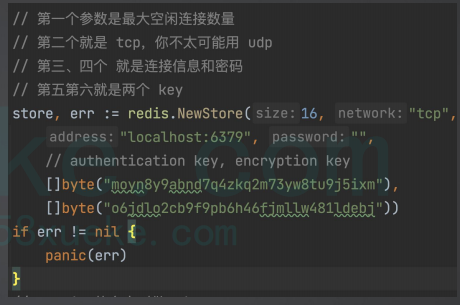 // 第一个参数是最大空闲连接数量
// 第二个就是 tcp，你不太可能用 udp
// 第三、四个 就是连接信息和密码
// 第五第六就是两个 key
store, err := redis.NewStore( size: 16, network: "tcp",
address: "localhost:6379", password: "",
// authentication key, encryption key
[]byte("moyn8y9abnd7q4zkq2m73yw8tu9j5ixm"),
[]byte("o6jdlo2cb9f9pb6h46fjmllw481ldebj"))
if err != nil {
panic(err)
}